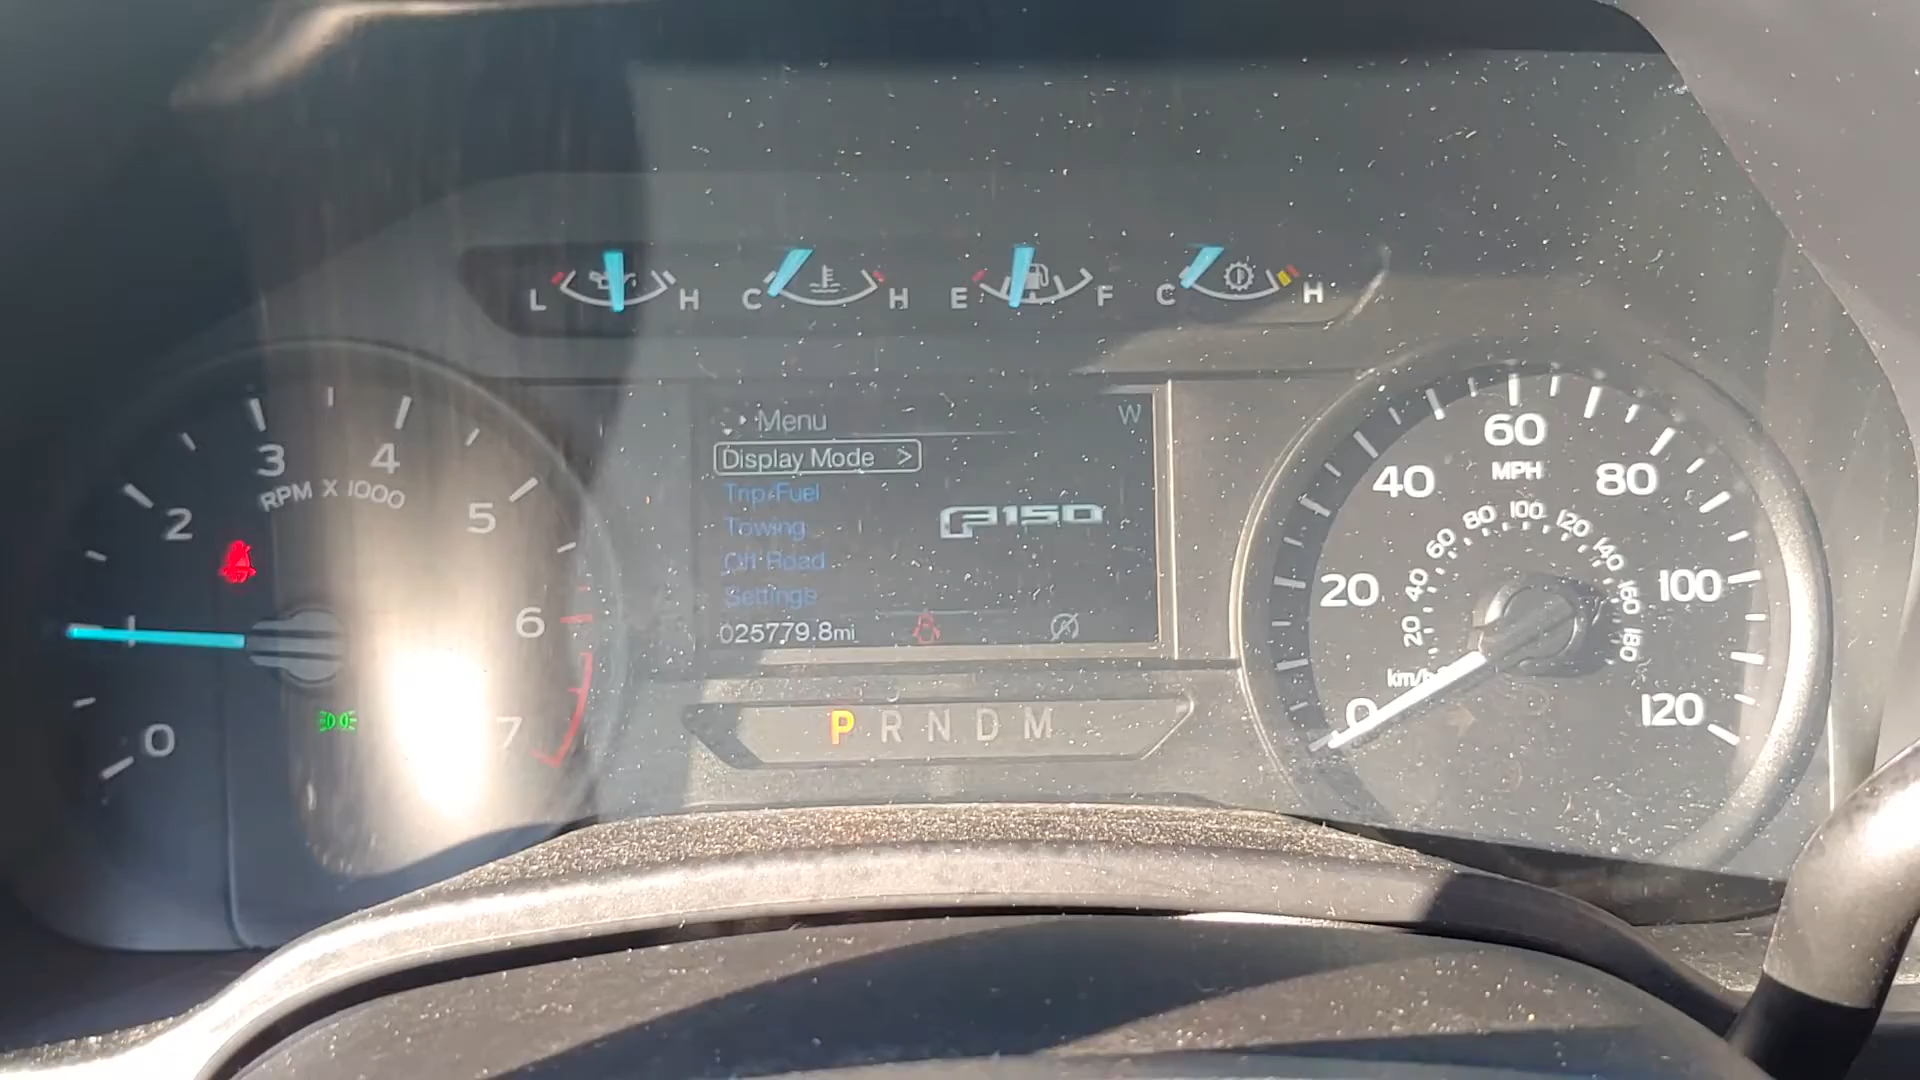 L H C H E F C H
Menu W
Display Mode >
Trip/Fuel
Towing
Off Road
Settings
F150
025779.8mi
P R N D M
0 1 2 3 4 5 6 7
RPM X 1000
0 20 40 60 80 100 120
MPH
20 40 60 80 100 120 140 160 180
km/h